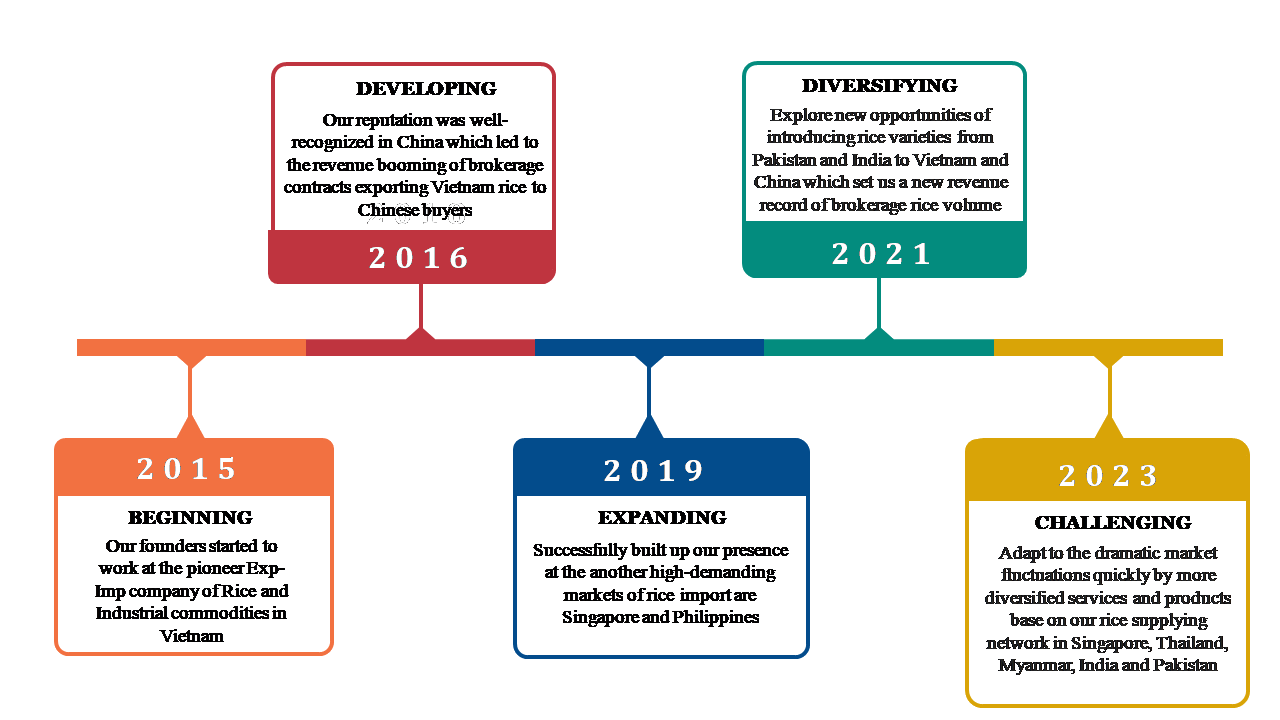 DEVELOPING
Our reputation was well-
recognized in China which led to
the revenue booming of brokerage
contracts exporting Vietnam rice to
Chinese buyers
2016
DIVERSIFYING
Explore new opportunities of
introducing rice varieties from
Pakistan and India to Vietnam and
China which set us a new revenue
record of brokerage rice volume
2021
2015
BEGINNING
Our founders started to
work at the pioneer Exp-
Imp company of Rice and
Industrial commodities in
Vietnam
2019
EXPANDING
Successfully built up our presence
at the another high-demanding
markets of rice import are
Singapore and Philippines
2023
CHALLENGING
Adapt to the dramatic market
fluctuations quickly by more
diversified services and products
base on our rice supplying
network in Singapore, Thailand,
Myanmar, India and Pakistan